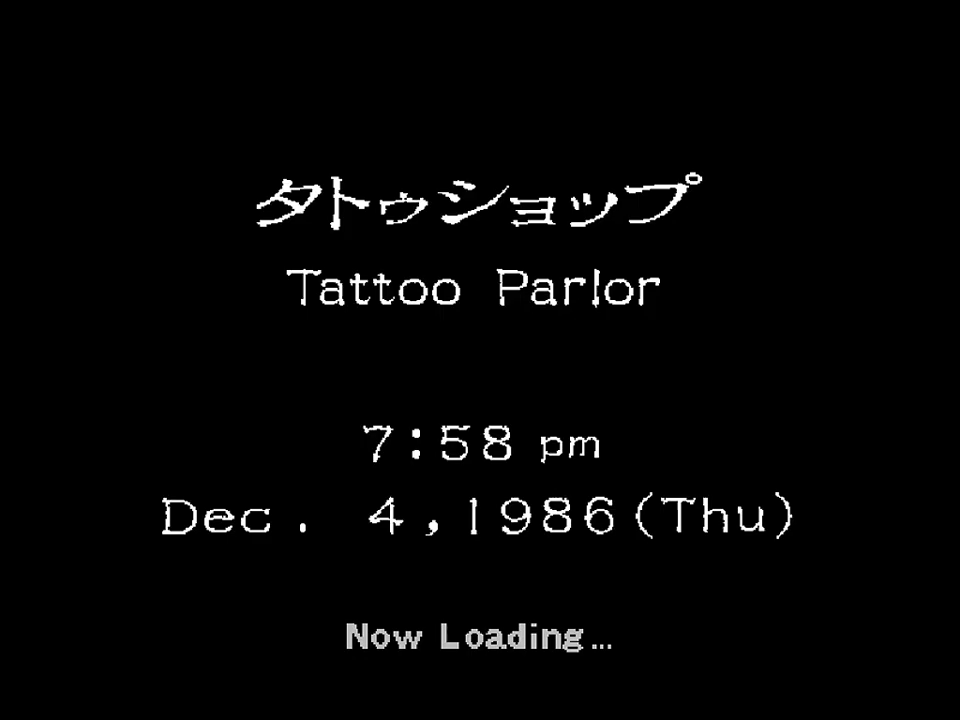 タトゥショップ
Tattoo Parlor
7:58 pm
Dec. 4,1986(Thu)
Now Loading...